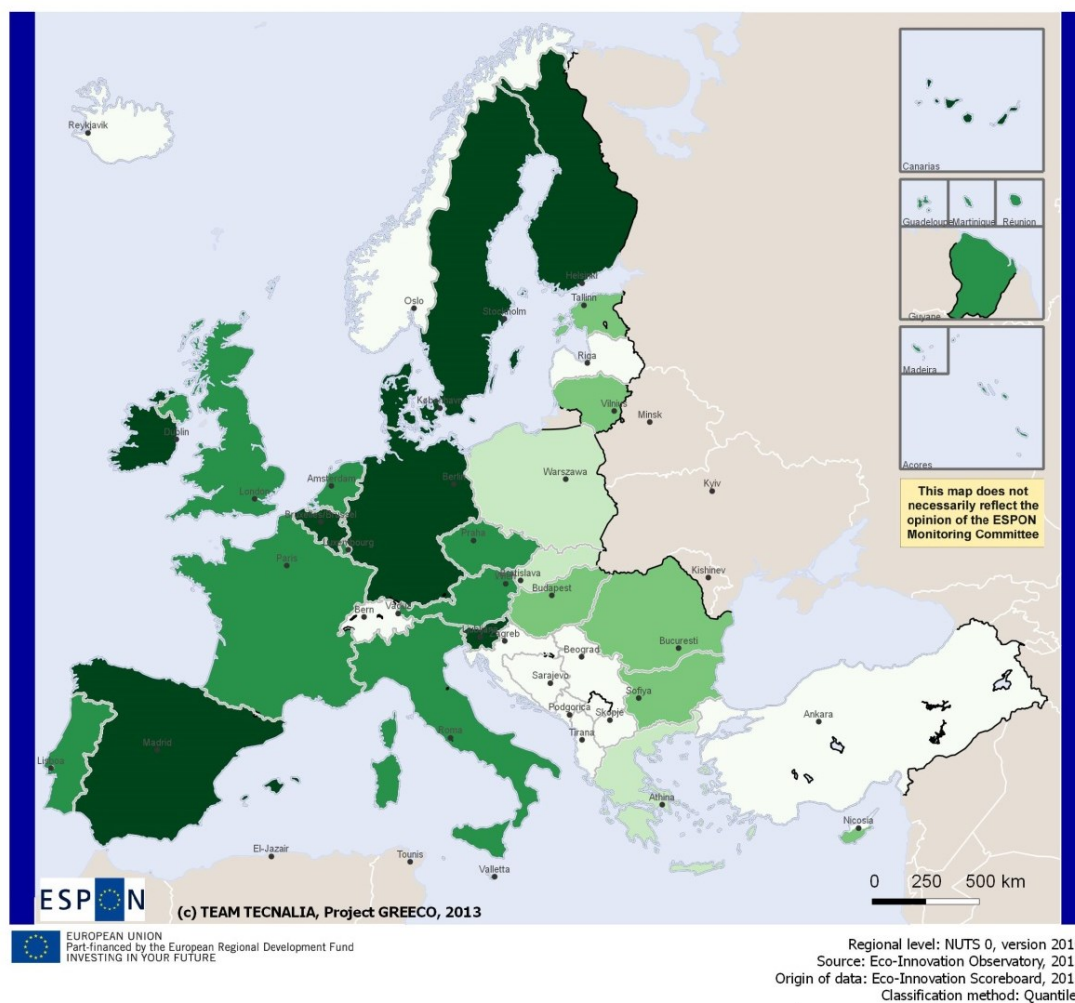 Reykjavik
Canarias
Guadeloupe Martinique Réunion
Helsinki
Oslo
Tallinn
Stockholm
Guyane
Riga
Madeira
København
Vilnius
Minsk
Dublin
Acores
Amsterdam
Berlin
Warszawa
London
Kyiv
This map does not
necessarily reflect the
opinion of the ESPON
Monitoring Committee
Praha
Paris
Kishinev
Bratislava
Budapest
Bern
Zagreb
Bucuresti
Beograd
Sarajevo
Sofiya
Podgorica
Skopje
Ankara
Tirana
Roma
Madrid
Lisboa
Athina
Nicosia
El-Jazair
Tounis
Valletta
0 250 500 km
ESPON
(c) TEAM TECNALIA, Project GREECO, 2013
EUROPEAN UNION
Part-financed by the European Regional Development Fund
INVESTING IN YOUR FUTURE
Regional level: NUTS 0, version 201
Source: Eco-Innovation Observatory, 201
Origin of data: Eco-Innovation Scoreboard, 201
Classification method: Quantile